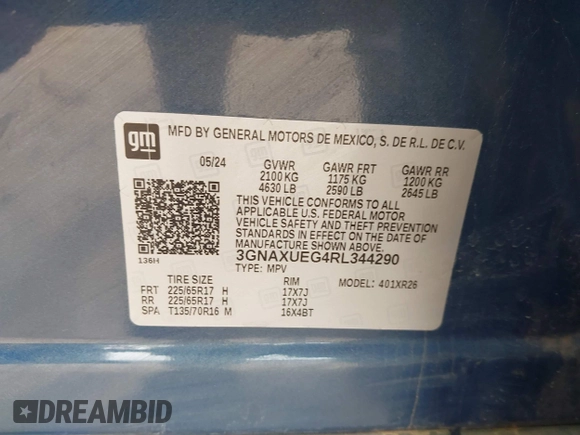 gm
MFD BY GENERAL MOTORS DE MEXICO, S. DE R.L. DE C.V.
05/24 GVWR GAWR FRT GAWR RR
2100 KG 1175 KG 1200 KG
4630 LB 2590 LB 2645 LB
THIS VEHICLE CONFORMS TO ALL
APPLICABLE U.S. FEDERAL MOTOR
VEHICLE SAFETY AND THEFT PREVENTION
STANDARDS IN EFFECT ON THE DATE OF
MANUFACTURE SHOWN ABOVE.
136H 3GNAXUEG4RL344290
TYPE: MPV
TIRE SIZE RIM MODEL: 401XR26
FRT 225/65R17 H 17X7J
RR 225/65R17 H 17X7J
SPA T135/70R16 M 16X4BT
DREAMBID